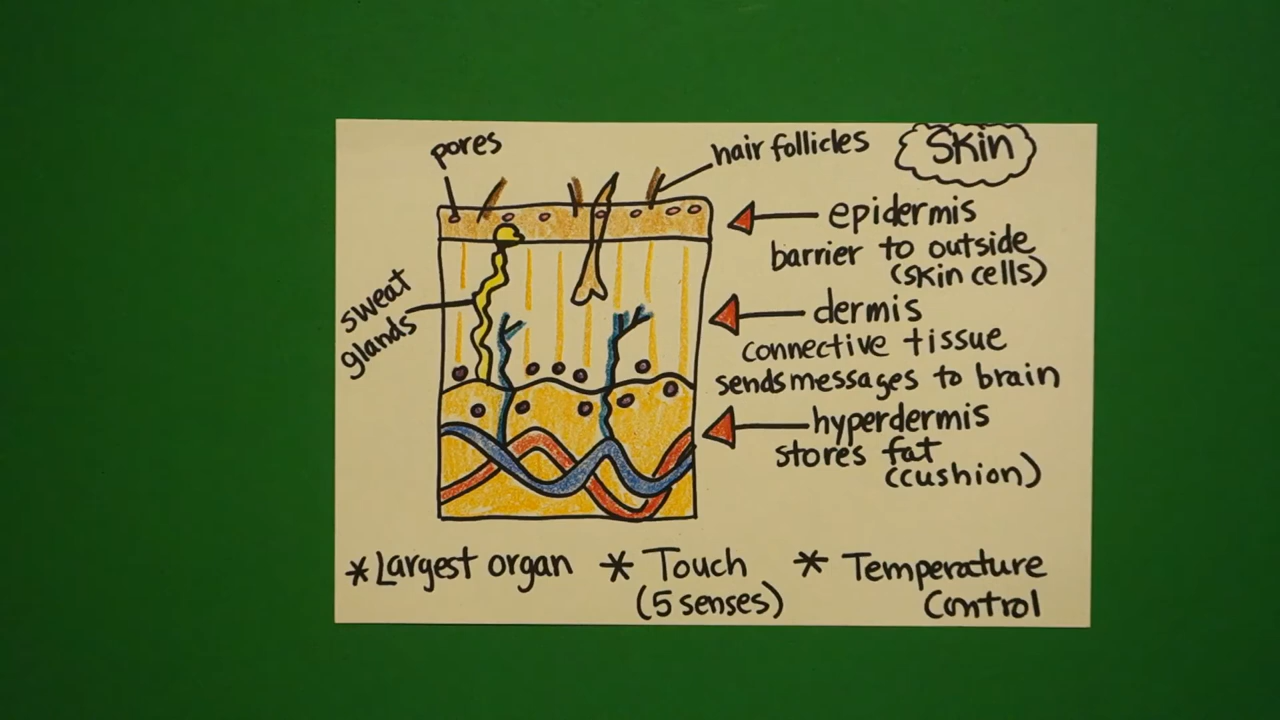 pores
hair follicles
Skin
epidermis
barrier to outside
(skin cells)
sweat
glands
dermis
connective tissue
sends messages to brain
hyperdermis
stores fat
(cushion)
* Largest organ * Touch * Temperature
(5 senses) Control